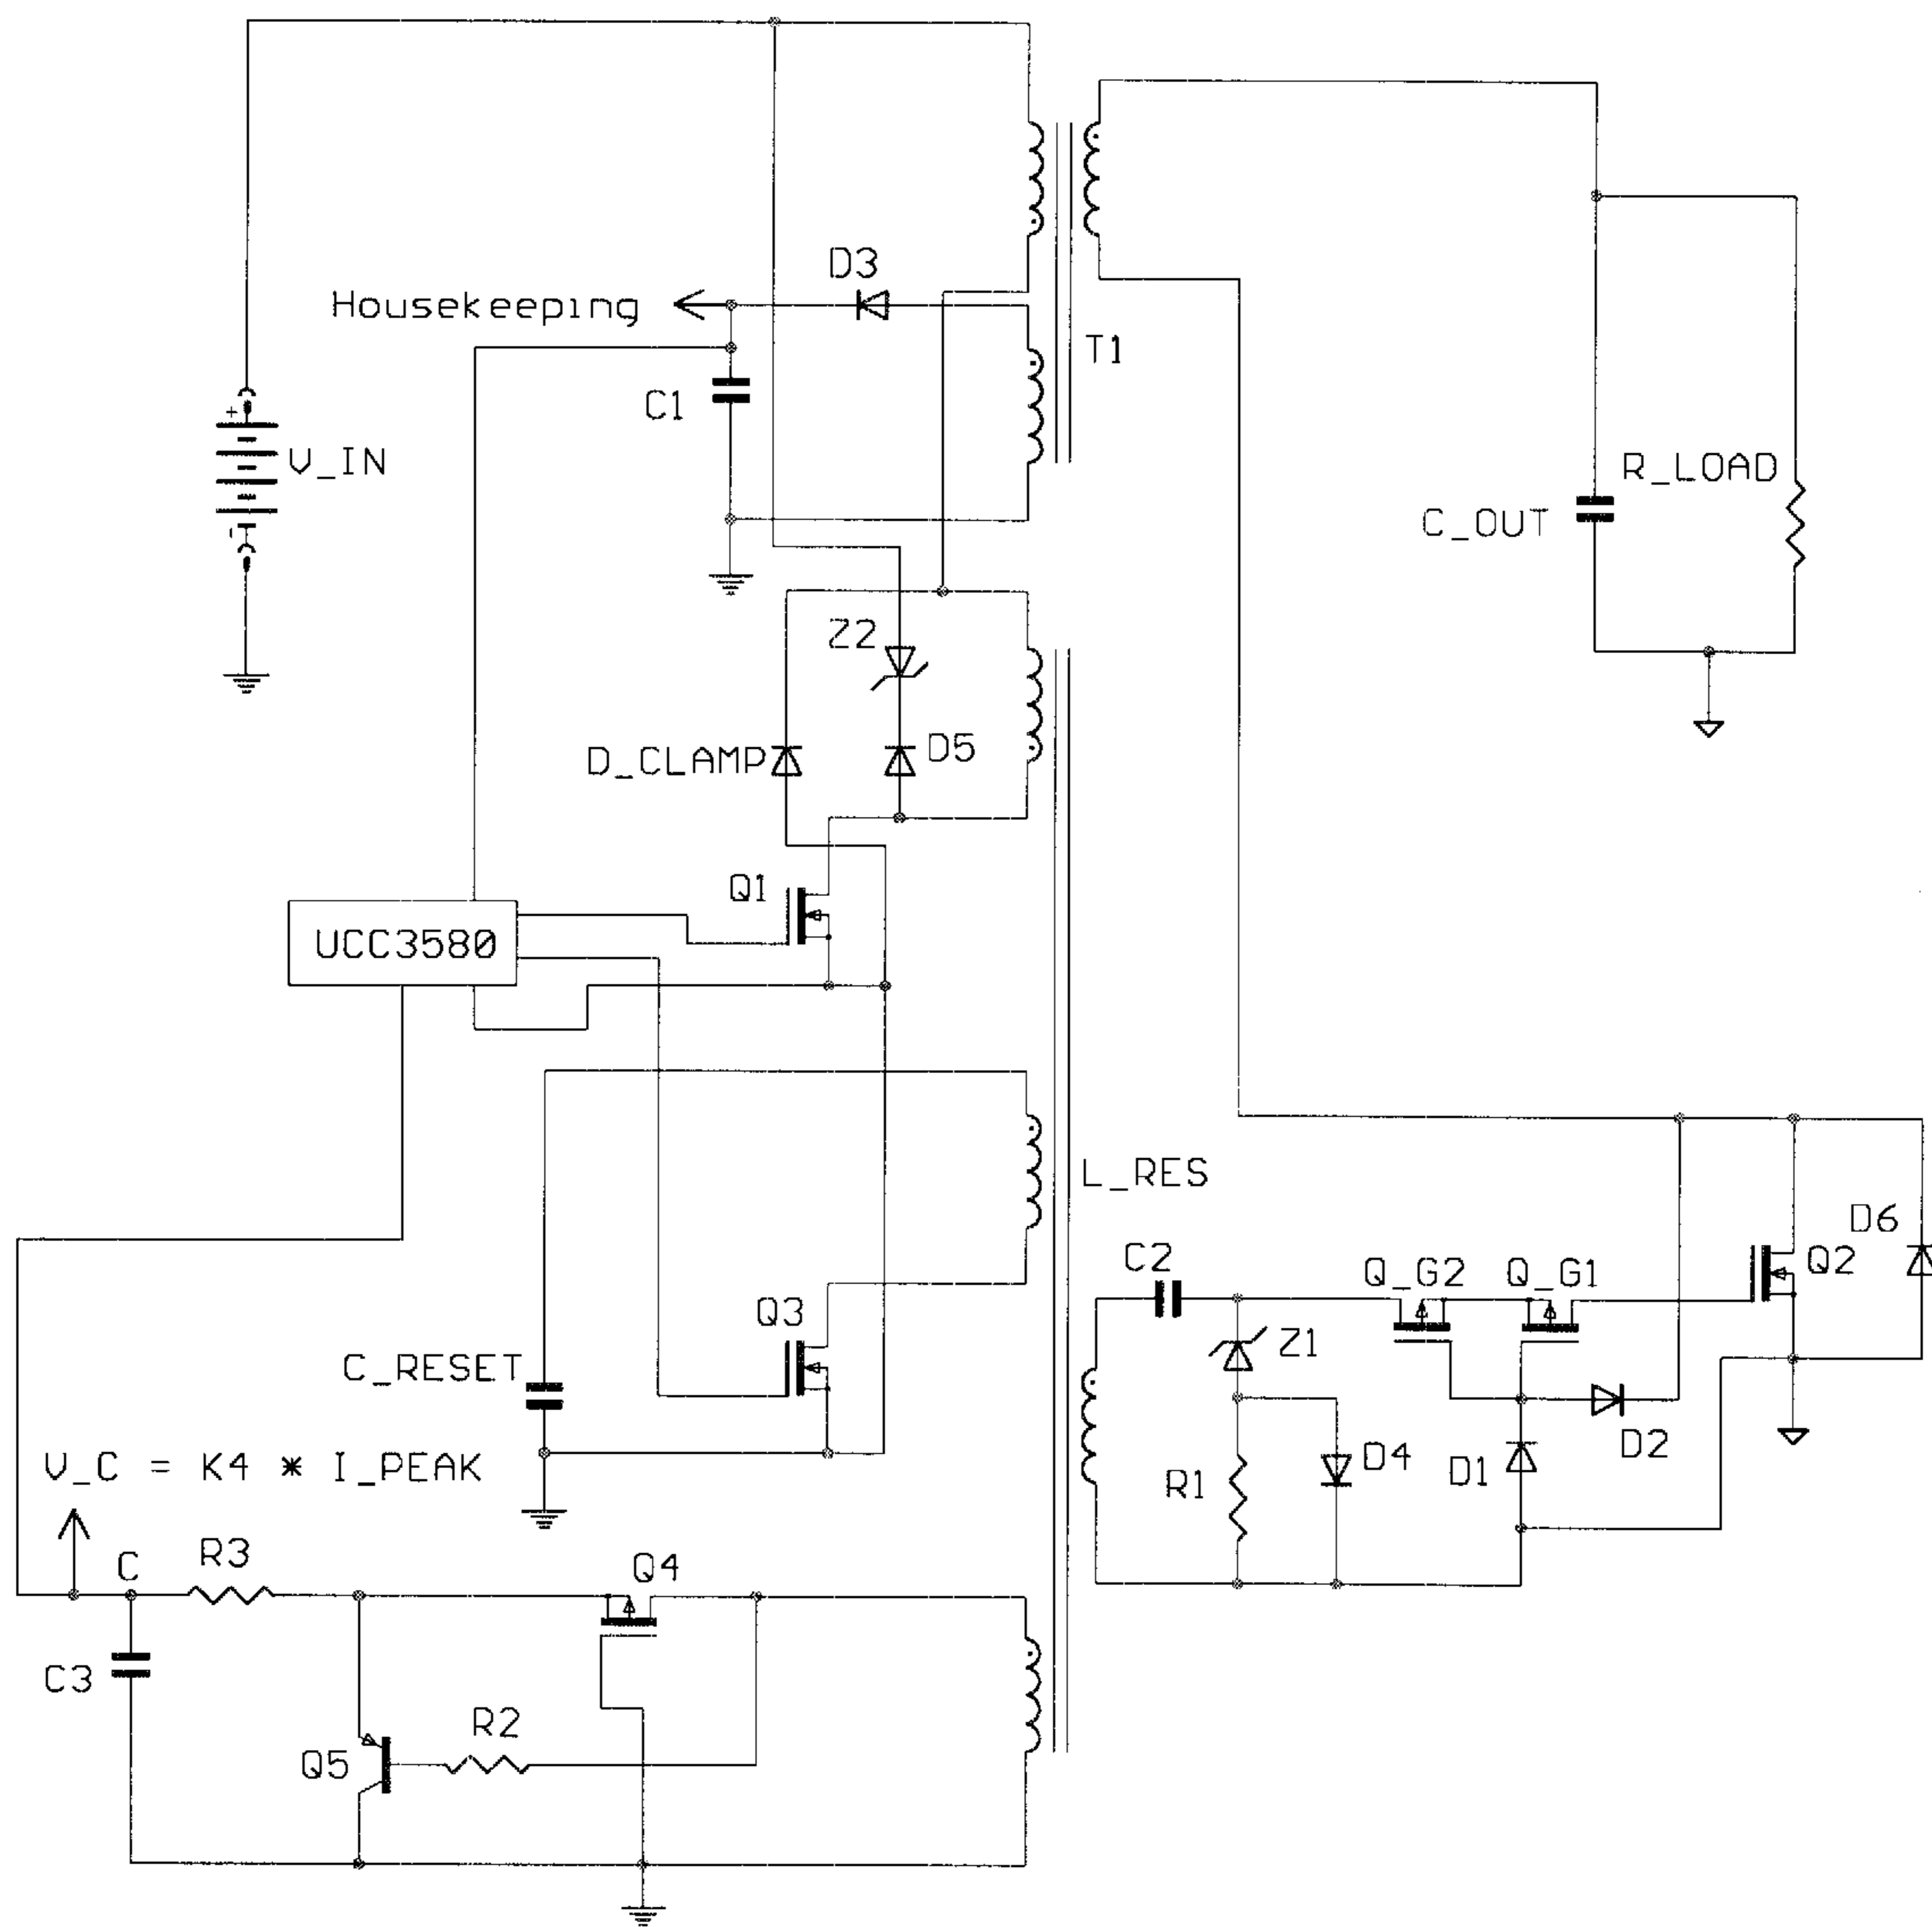 D3
Housekeeping
T1
C1
+
V_IN
-
R_LOAD
C_OUT
Z2
D_CLAMP
D5
Q1
UCC3580
L_RES
D6
C2
Q_G2
Q_G1
Q2
Q3
Z1
C_RESET
D2
V_C = K4 * I_PEAK
R1
D4
D1
C
R3
Q4
C3
R2
Q5